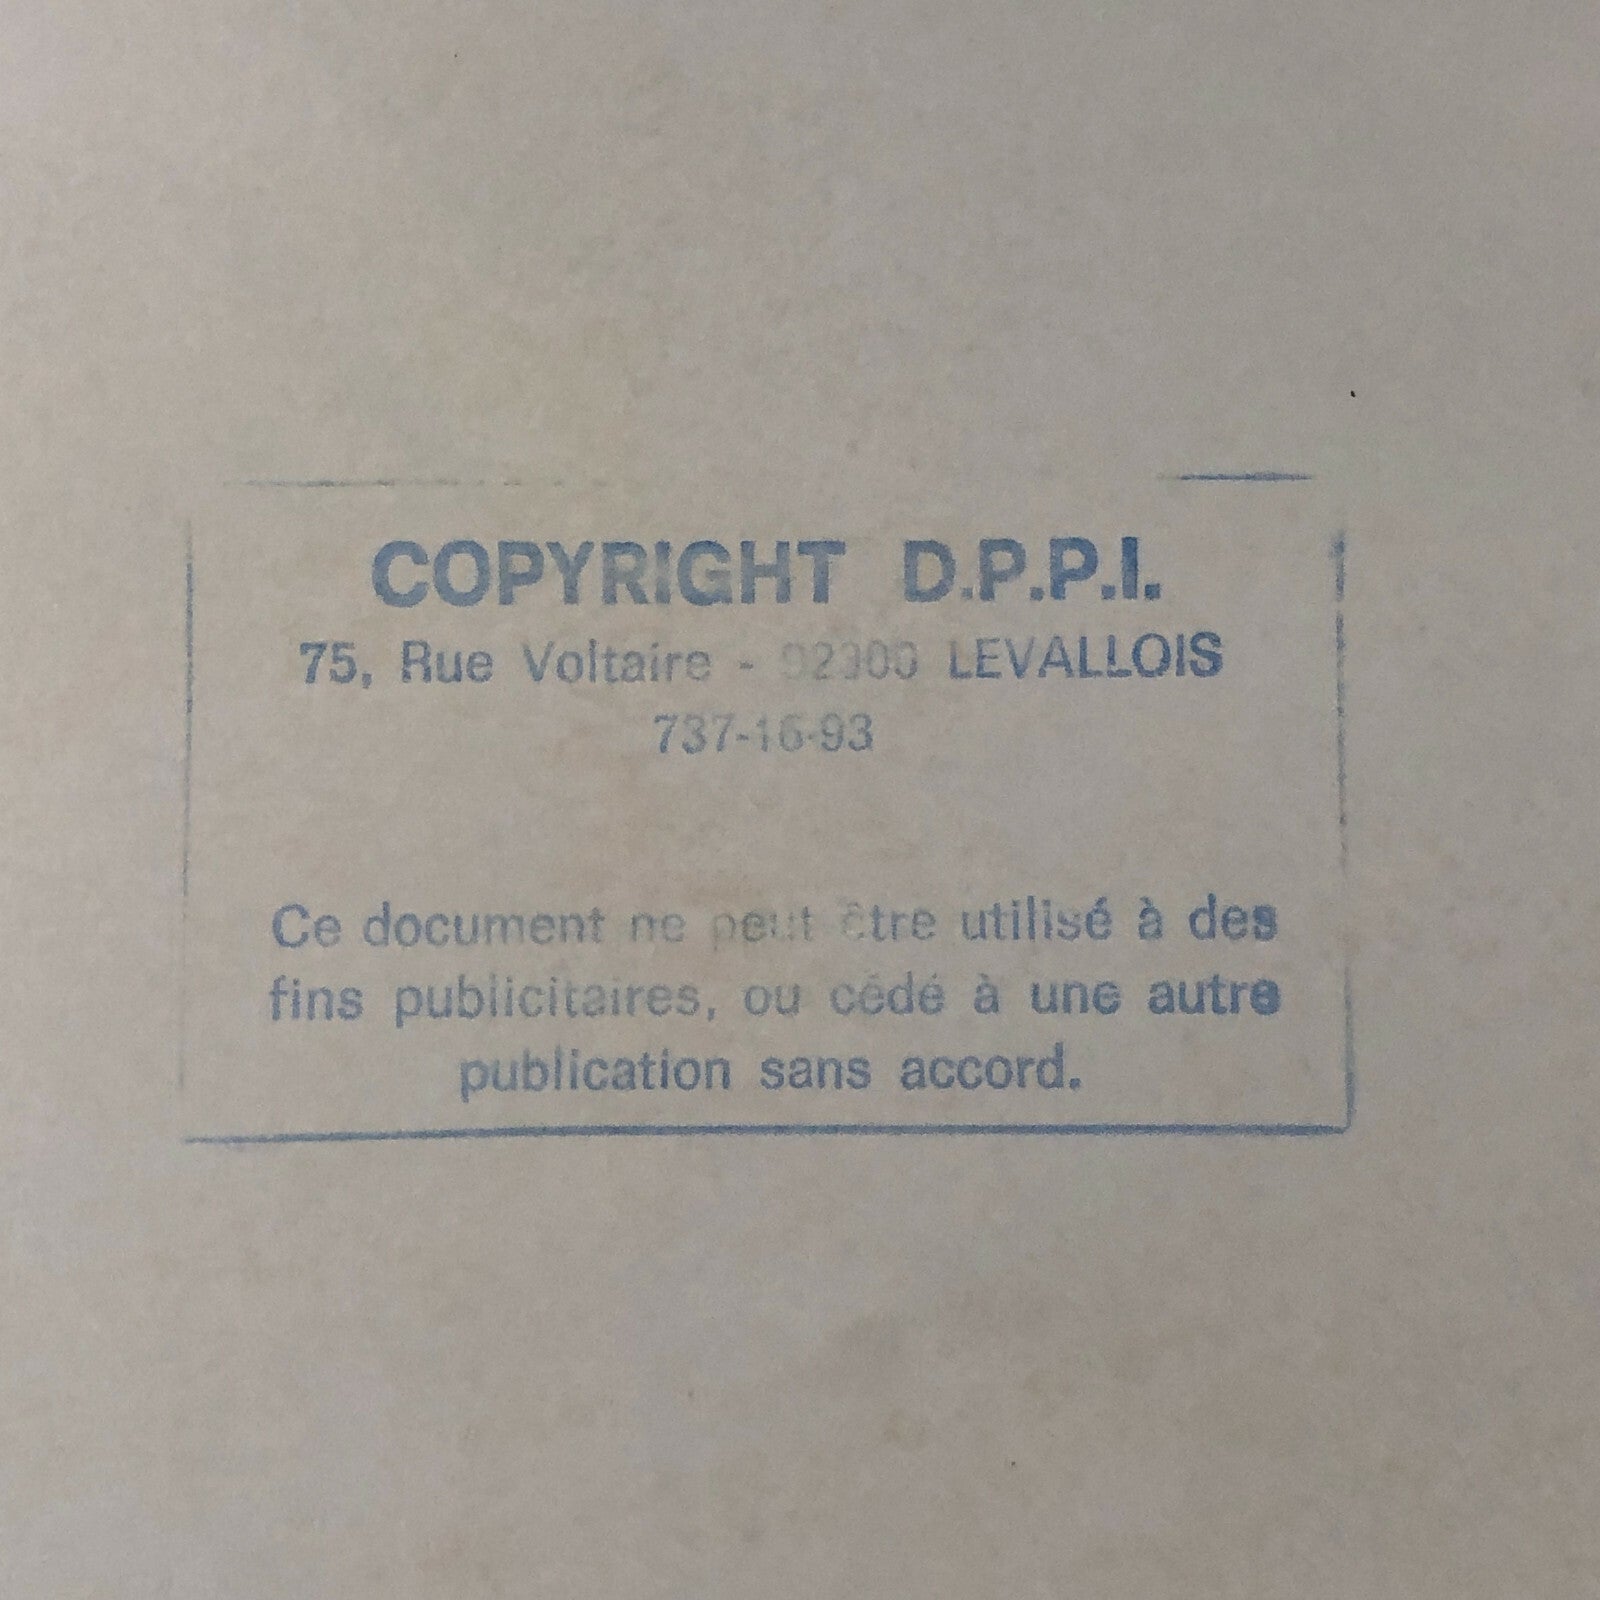 COPYRIGHT D.P.P.I.
75, Rue Voltaire - 92300 LEVALLOIS
737-16-93
Ce document ne peut être utilisé à des
fins publicitaires, ou cédé à une autre
publication sans accord.